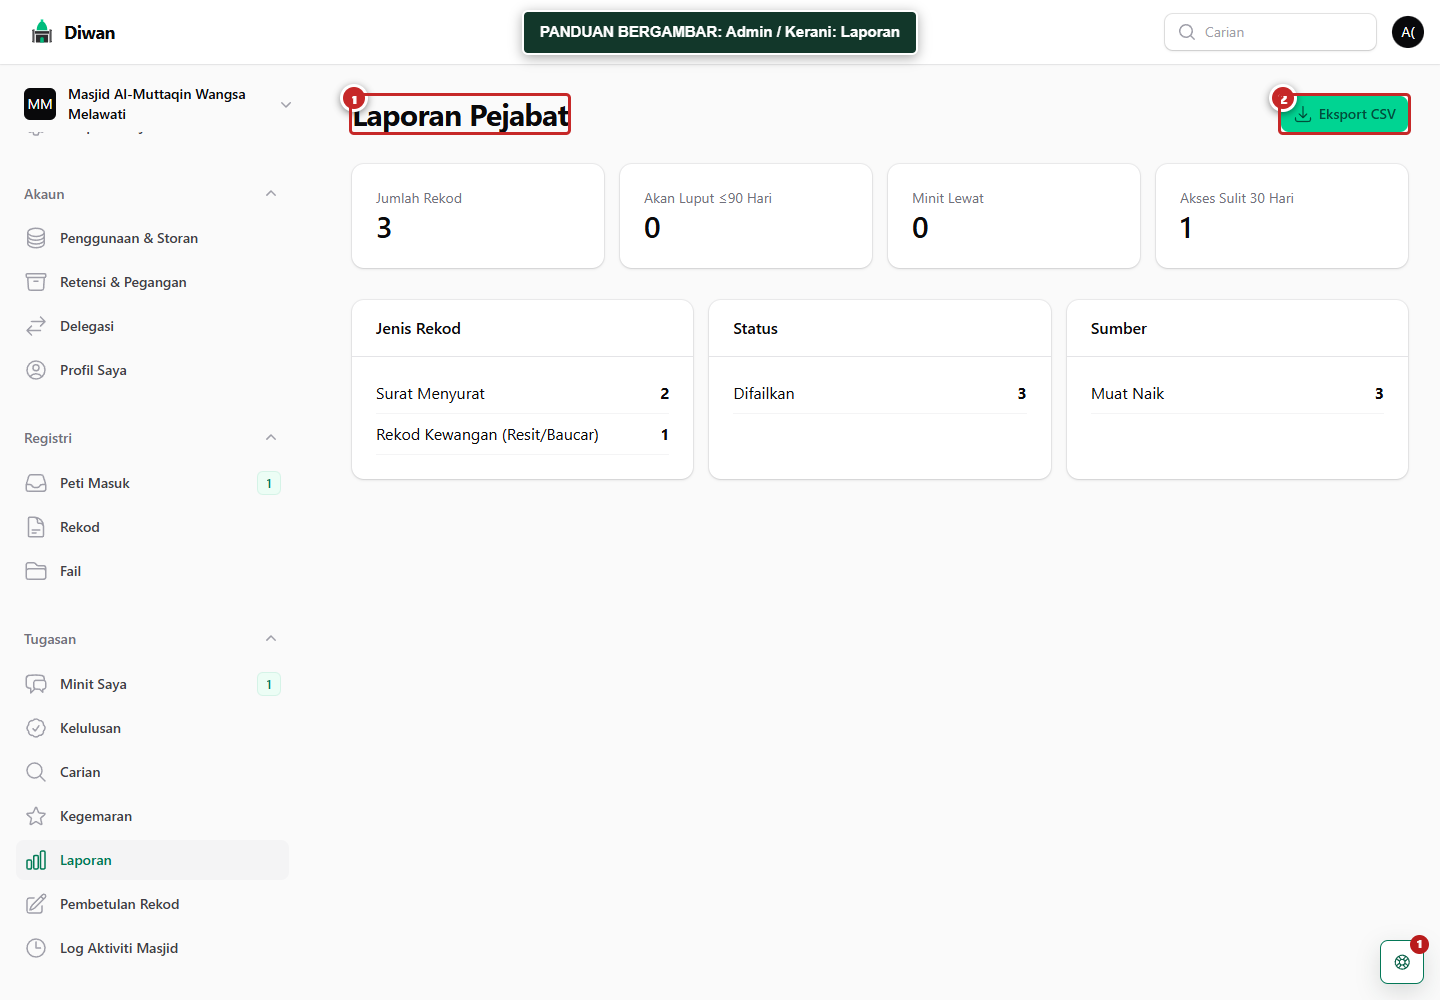 Diwan
PANDUAN BERGAMBAR: Admin / Kerani: Laporan
Carian
A(
MM
Masjid Al-Muttaqin Wangsa
Melawati
Akaun
Penggunaan & Storan
Retensi & Pegangan
Delegasi
Profil Saya
Registri
Peti Masuk
1
Rekod
Fail
Tugasan
Minit Saya
1
Kelulusan
Carian
Kegemaran
Laporan
Pembetulan Rekod
Log Aktiviti Masjid
1
Laporan Pejabat
2
Eksport CSV
Jumlah Rekod
3
Akan Luput ≤90 Hari
0
Minit Lewat
0
Akses Sulit 30 Hari
1
Jenis Rekod
Surat Menyurat 2
Rekod Kewangan (Resit/Baucar) 1
Status
Difailkan 3
Sumber
Muat Naik 3
1